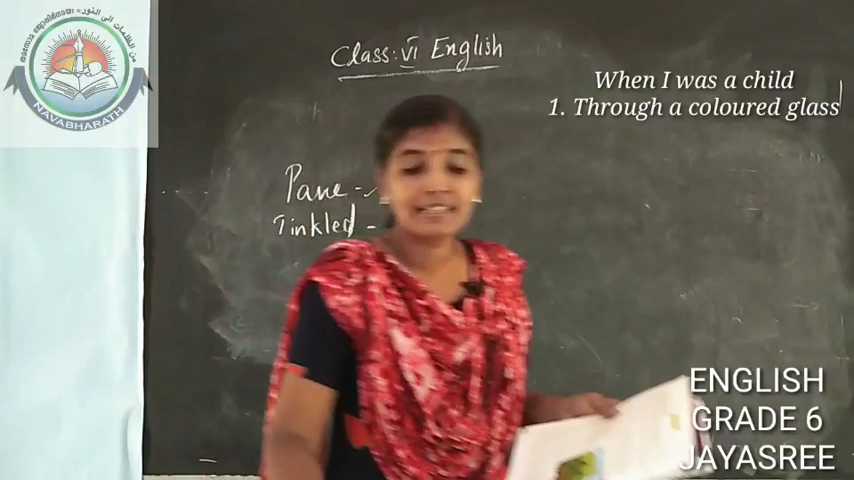 NAVABHARATH
Class: VI English
When I was a child
1. Through a coloured glass
Pane -
Tinkled -
ENGLISH
GRADE 6
JAYASREE